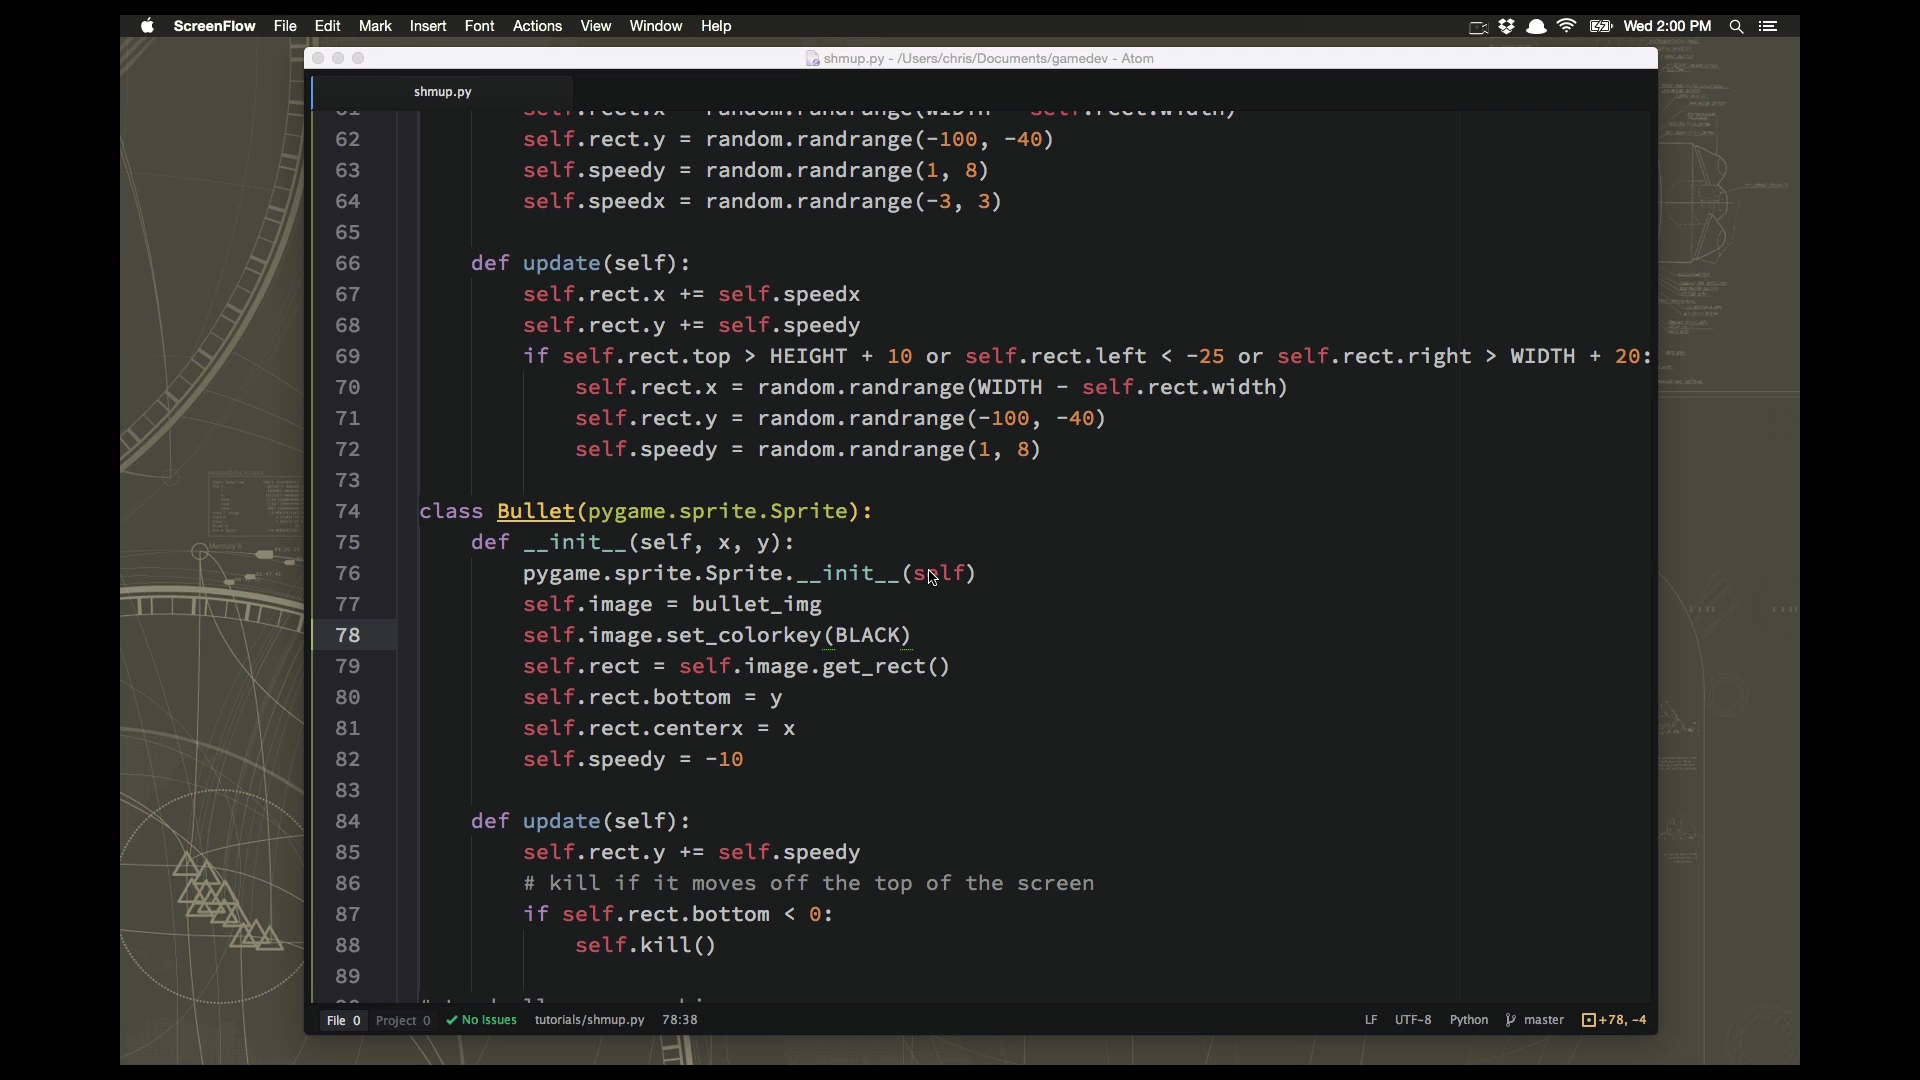 ScreenFlow File Edit Mark Insert Font Actions View Window Help Wed 2:00 PM
shmup.py - /Users/chris/Documents/gamedev - Atom
shmup.py
61 self.rect.x = random.randrange(WIDTH - self.rect.width)
62 self.rect.y = random.randrange(-100, -40)
63 self.speedy = random.randrange(1, 8)
64 self.speedx = random.randrange(-3, 3)
65
66 def update(self):
67 self.rect.x += self.speedx
68 self.rect.y += self.speedy
69 if self.rect.top > HEIGHT + 10 or self.rect.left < -25 or self.rect.right > WIDTH + 20:
70 self.rect.x = random.randrange(WIDTH - self.rect.width)
71 self.rect.y = random.randrange(-100, -40)
72 self.speedy = random.randrange(1, 8)
73
74 class Bullet(pygame.sprite.Sprite):
75 def __init__(self, x, y):
76 pygame.sprite.Sprite.__init__(self)
77 self.image = bullet_img
78 self.image.set_colorkey(BLACK)
79 self.rect = self.image.get_rect()
80 self.rect.bottom = y
81 self.rect.centerx = x
82 self.speedy = -10
83
84 def update(self):
85 self.rect.y += self.speedy
86 # kill if it moves off the top of the screen
87 if self.rect.bottom < 0:
88 self.kill()
89
File 0 Project 0 No Issues tutorials/shmup.py 78:38 LF UTF-8 Python master +78, -4
Mercury 6